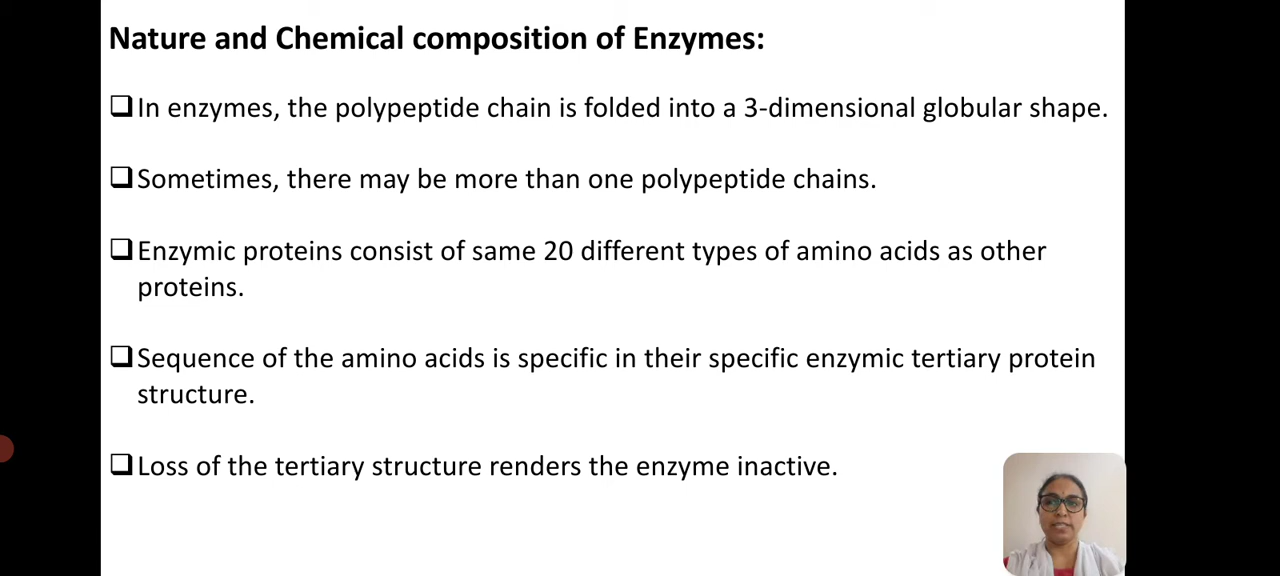 Nature and Chemical composition of Enzymes:
❑In enzymes, the polypeptide chain is folded into a 3-dimensional globular shape.
❑Sometimes, there may be more than one polypeptide chains.
❑Enzymic proteins consist of same 20 different types of amino acids as other
proteins.
❑Sequence of the amino acids is specific in their specific enzymic tertiary protein
structure.
❑Loss of the tertiary structure renders the enzyme inactive.